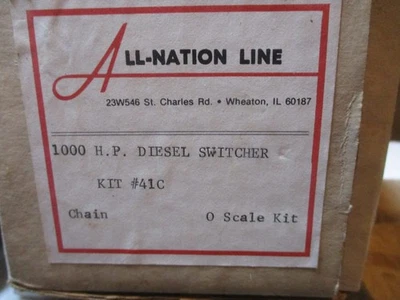 ALL-NATION LINE
23W546 St. Charles Rd. • Wheaton, IL 60187
1000 H.P. DIESEL SWITCHER
KIT #41C
Chain O Scale Kit